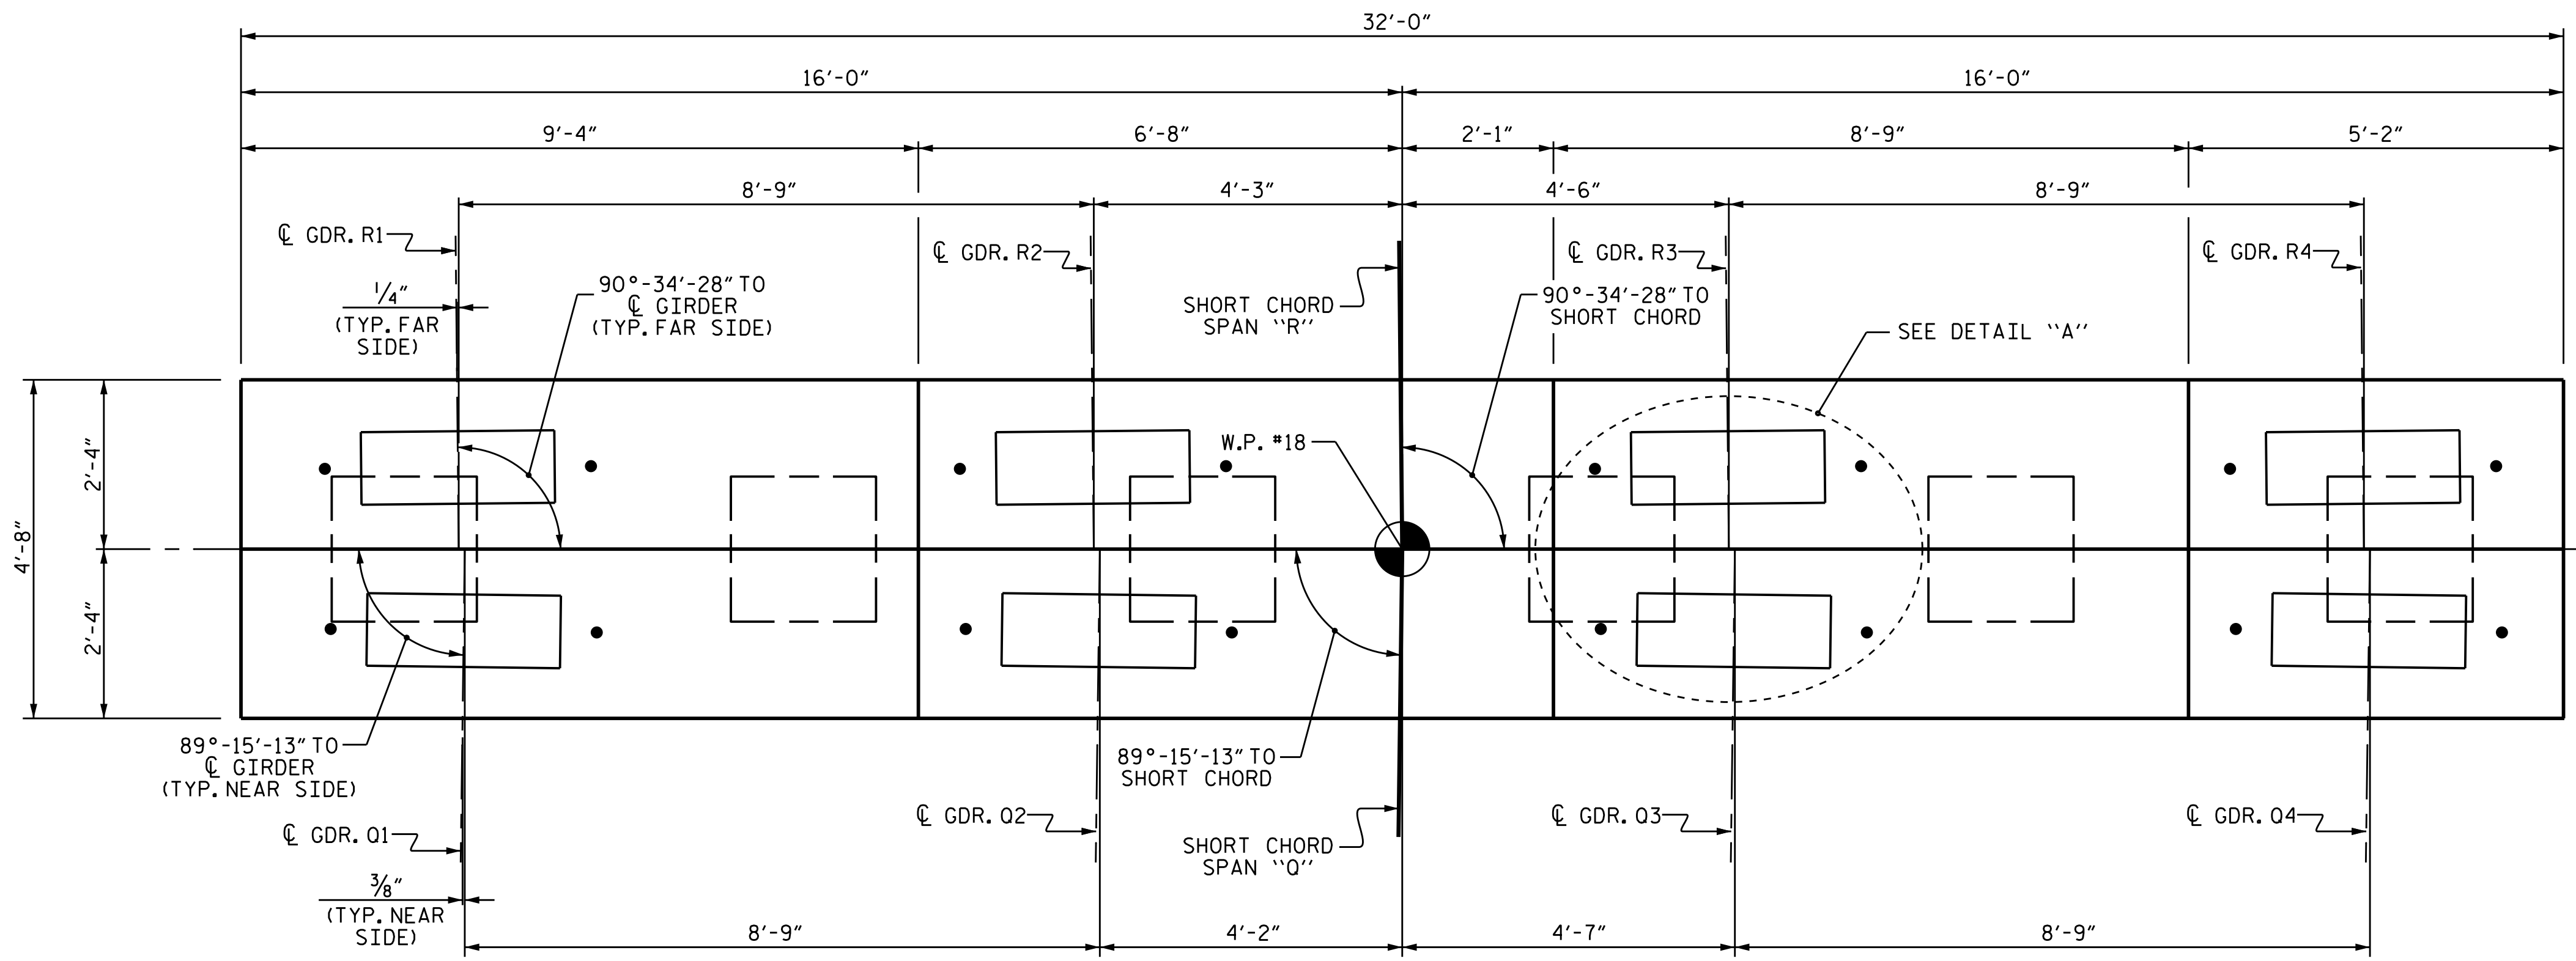 32'-0"
16'-0" 16'-0"
9'-4" 6'-8" 2'-1" 8'-9" 5'-2"
8'-9" 4'-3" 4'-6" 8'-9"
℄ GDR. R1
℄ GDR. R2
℄ GDR. R3
℄ GDR. R4
1/4"
(TYP. FAR
SIDE)
90°-34'-28" TO
℄ GIRDER
(TYP. FAR SIDE)
SHORT CHORD
SPAN "R"
90°-34'-28" TO
SHORT CHORD
SEE DETAIL "A"
W.P. #18
2'-4"
4'-8"
2'-4"
89°-15'-13" TO
℄ GIRDER
(TYP. NEAR SIDE)
89°-15'-13" TO
SHORT CHORD
℄ GDR. Q1
℄ GDR. Q2
℄ GDR. Q3
℄ GDR. Q4
SHORT CHORD
SPAN "Q"
3/8"
(TYP. NEAR
SIDE)
8'-9" 4'-2" 4'-7" 8'-9"